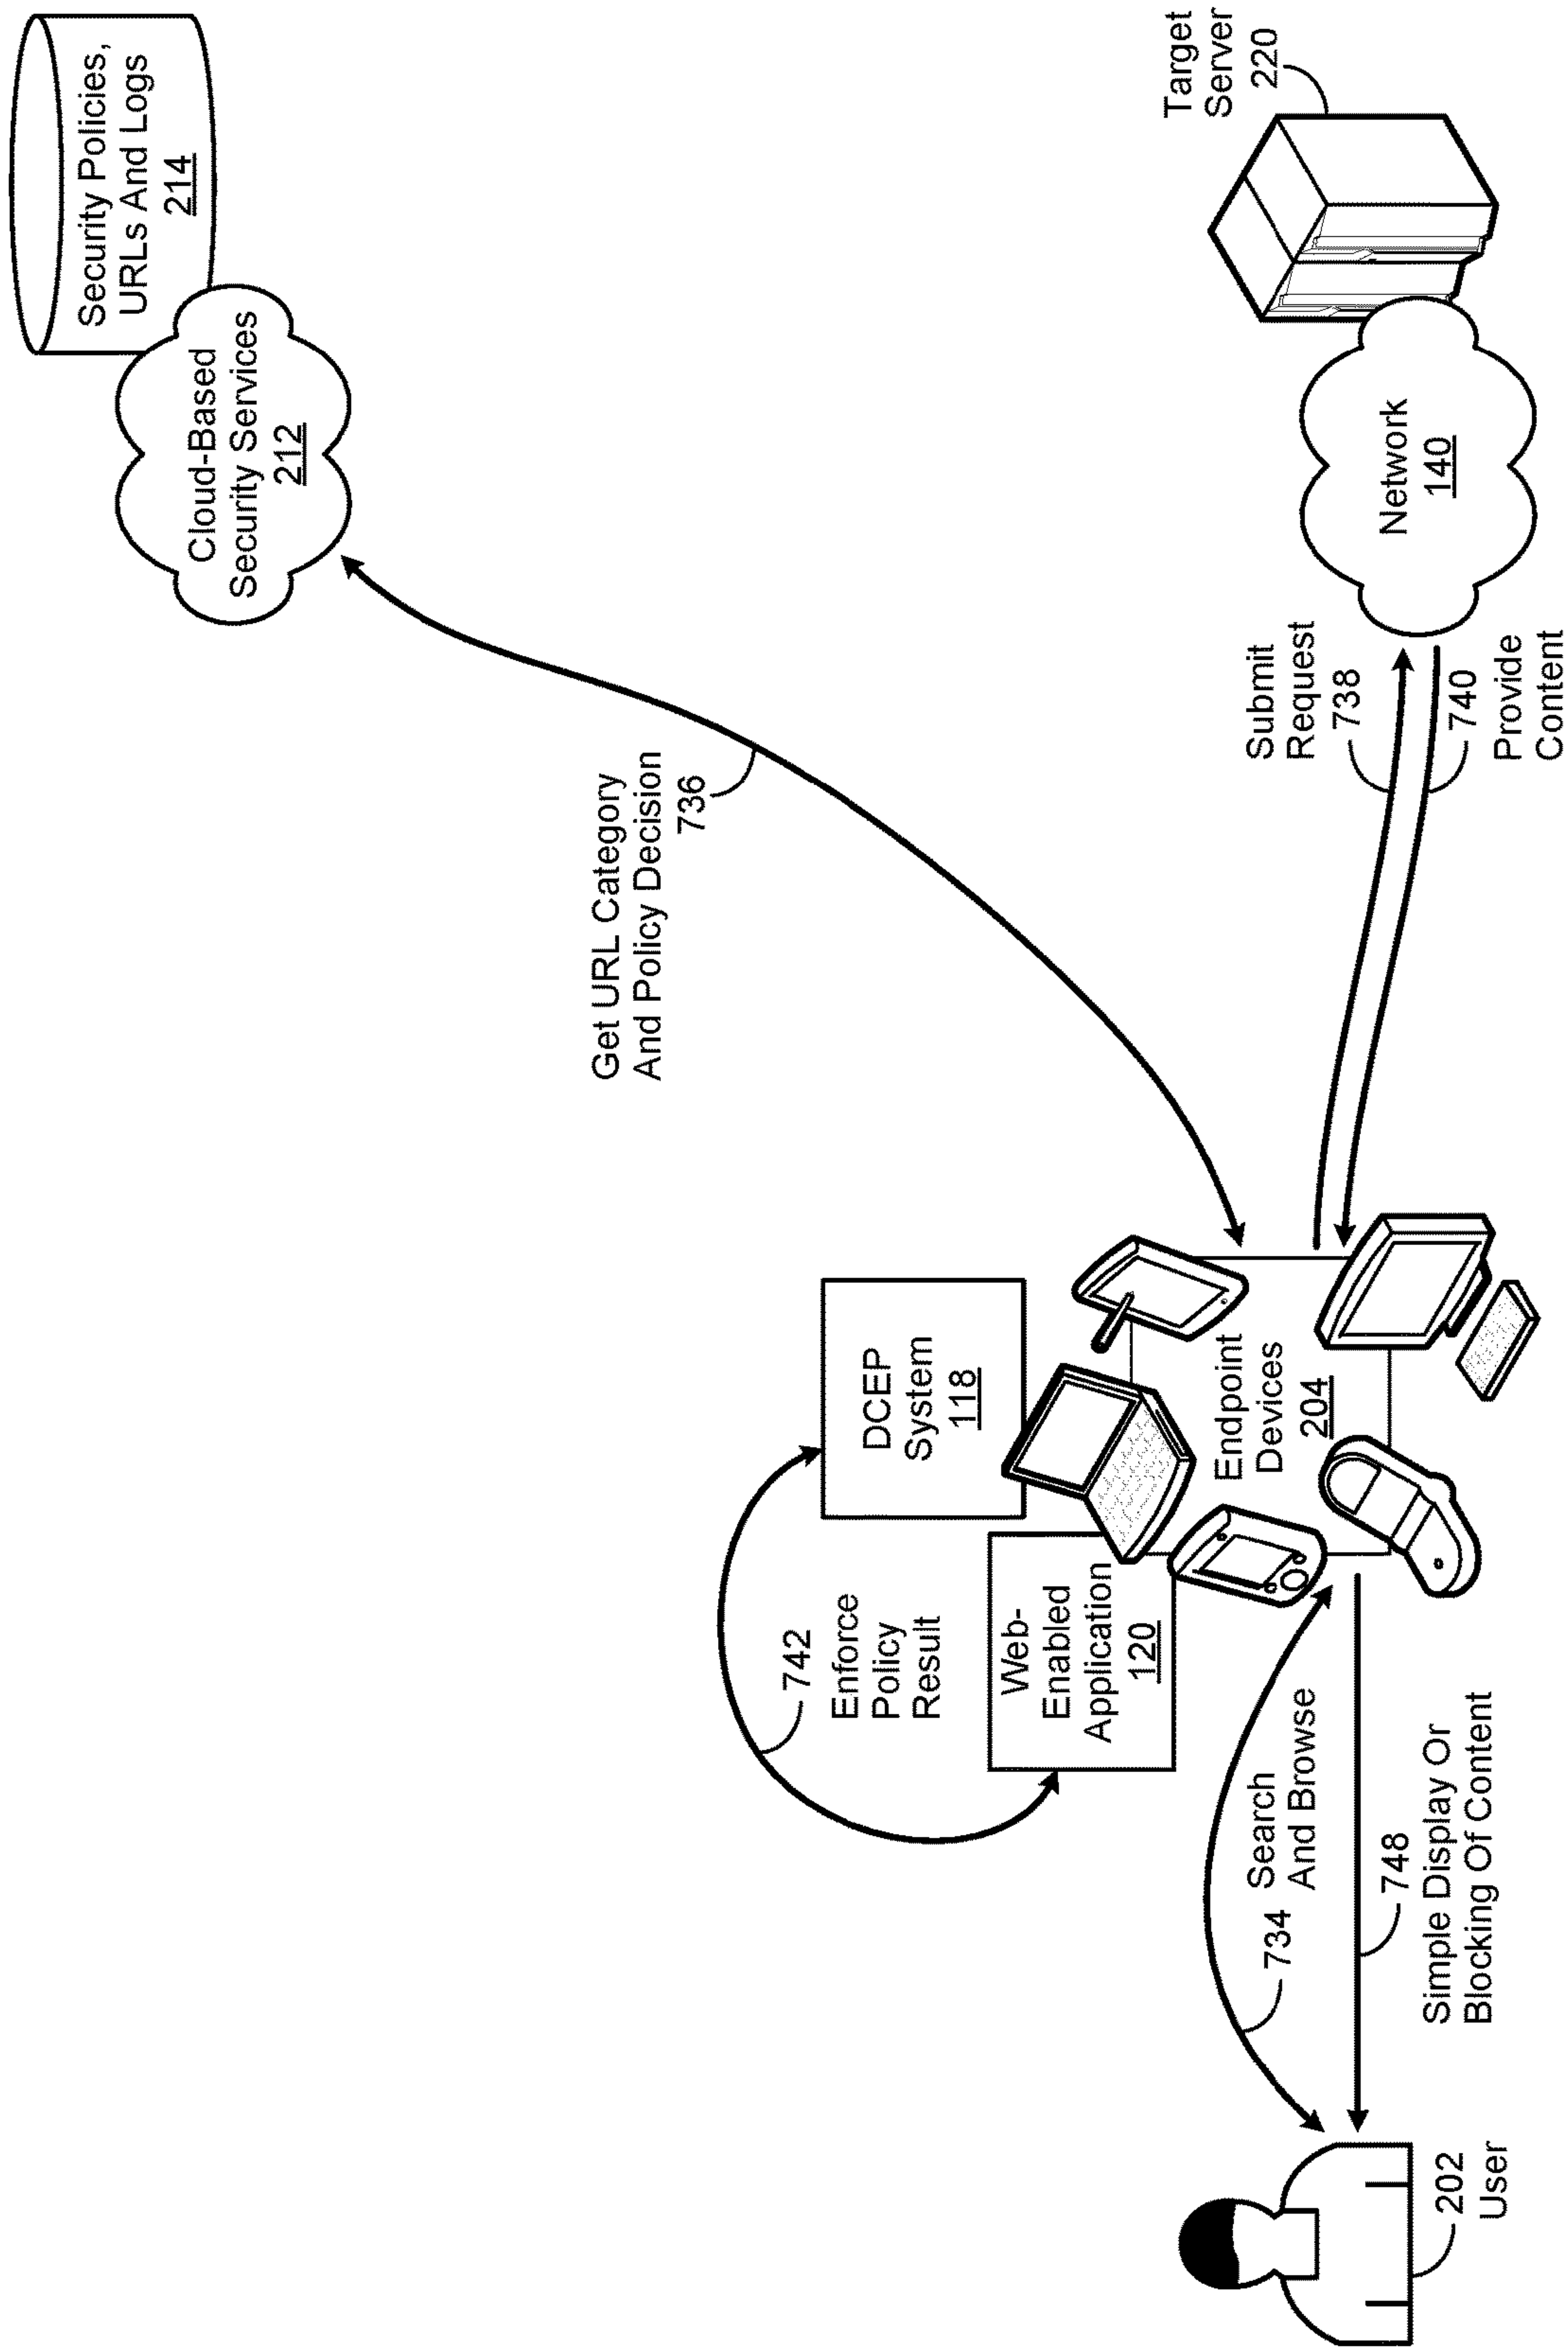 Security Policies,
URLs And Logs
214
Cloud-Based
Security Services
212
Get URL Category
And Policy Decision
736
DCEP
System
118
742
Enforce
Policy
Result
Web-
Enabled
Application
120
Endpoint
Devices
204
734
Search
And Browse
748
Simple Display Or
Blocking Of Content
202
User
Submit
Request
738
740
Provide
Content
Network
140
Target
Server
220